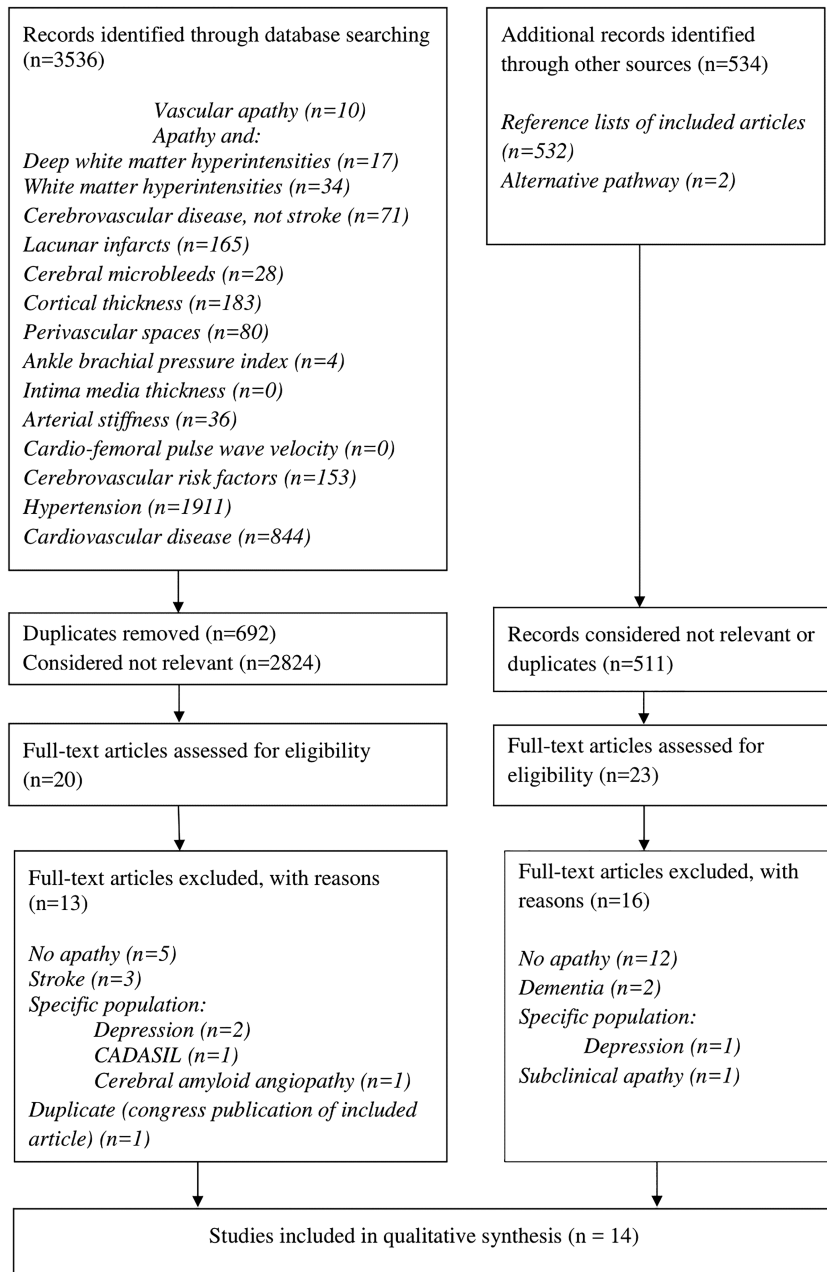 Records identified through database searching
(n=3536)
Vascular apathy (n=10)
Apathy and:
Deep white matter hyperintensities (n=17)
White matter hyperintensities (n=34)
Cerebrovascular disease, not stroke (n=71)
Lacunar infarcts (n=165)
Cerebral microbleeds (n=28)
Cortical thickness (n=183)
Perivascular spaces (n=80)
Ankle brachial pressure index (n=4)
Intima media thickness (n=0)
Arterial stiffness (n=36)
Cardio-femoral pulse wave velocity (n=0)
Cerebrovascular risk factors (n=153)
Hypertension (n=1911)
Cardiovascular disease (n=844)
Additional records identified
through other sources (n=534)
Reference lists of included articles
(n=532)
Alternative pathway (n=2)
Duplicates removed (n=692)
Considered not relevant (n=2824)
Records considered not relevant or
duplicates (n=511)
Full-text articles assessed for eligibility
(n=20)
Full-text articles assessed for
eligibility (n=23)
Full-text articles excluded, with reasons
(n=13)
No apathy (n=5)
Stroke (n=3)
Specific population:
Depression (n=2)
CADASIL (n=1)
Cerebral amyloid angiopathy (n=1)
Duplicate (congress publication of included
article) (n=1)
Full-text articles excluded, with
reasons (n=16)
No apathy (n=12)
Dementia (n=2)
Specific population:
Depression (n=1)
Subclinical apathy (n=1)
Studies included in qualitative synthesis (n = 14)